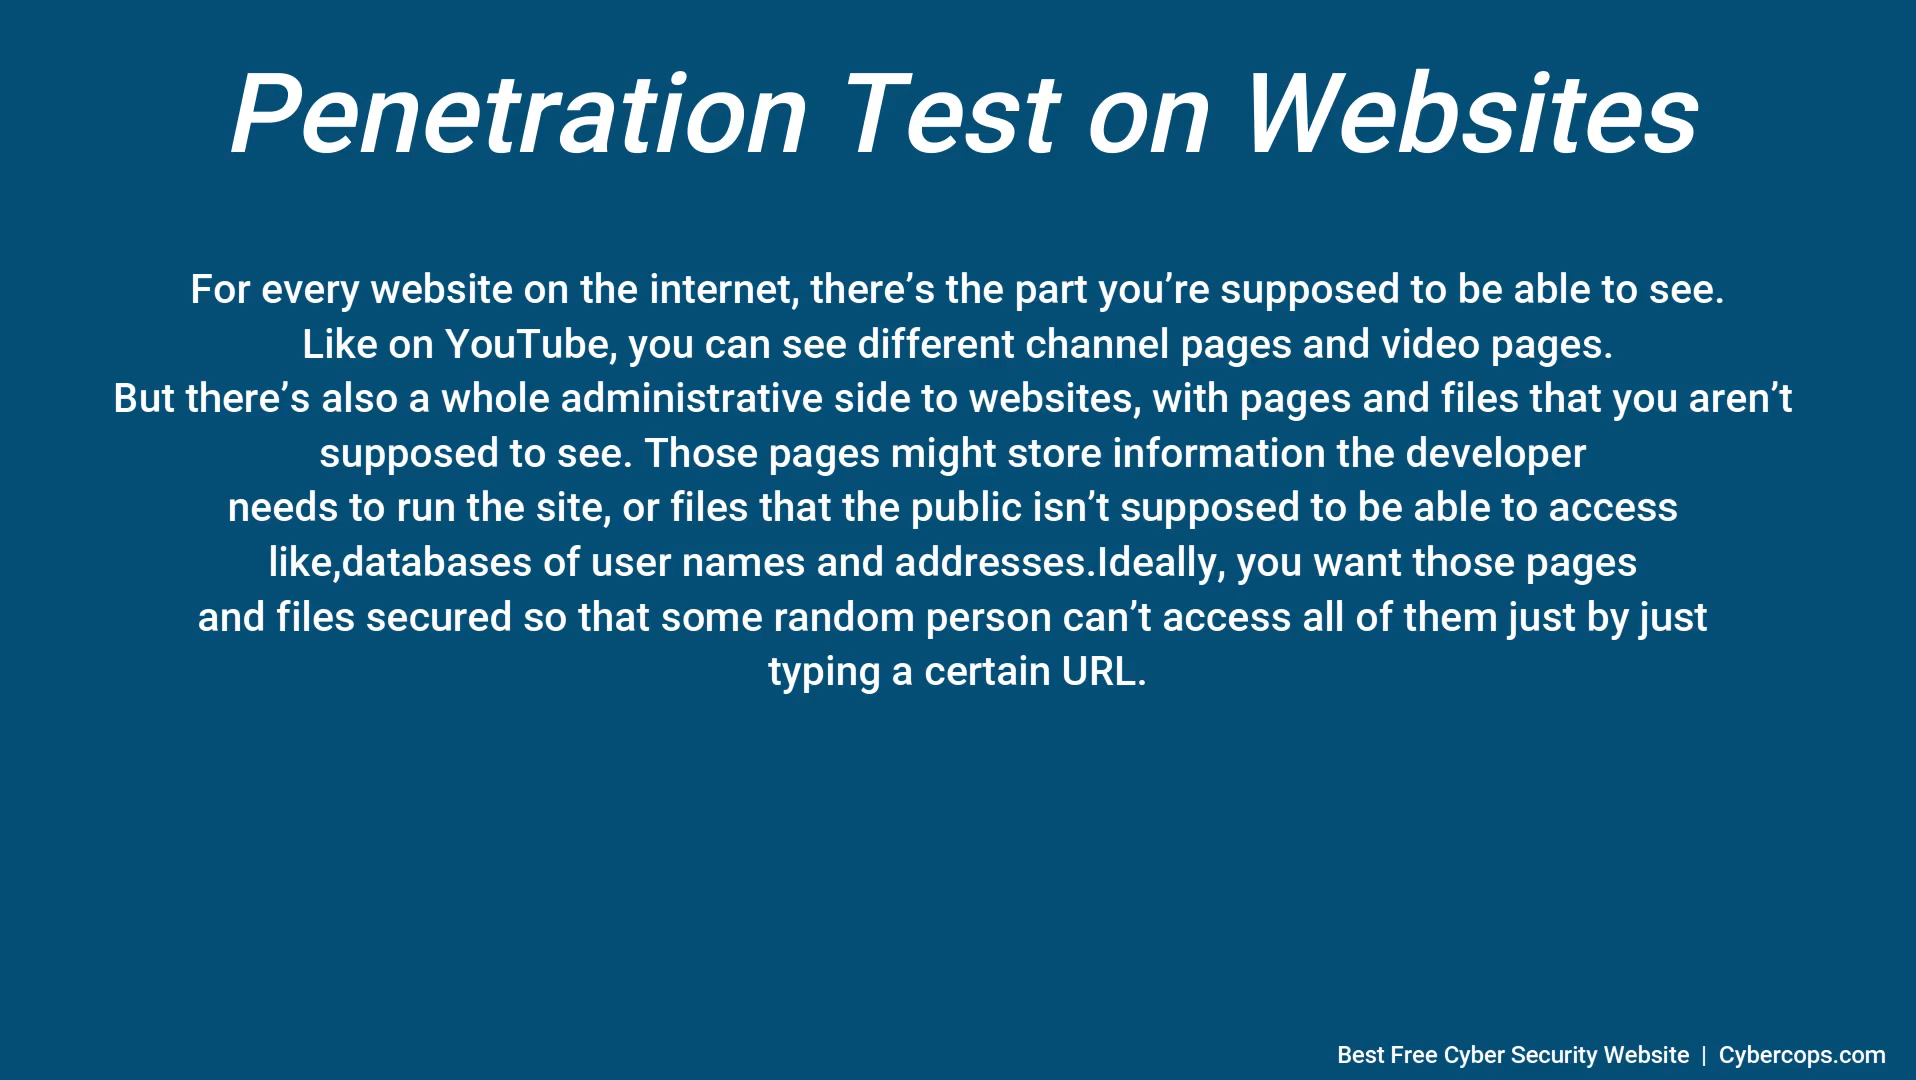 Penetration Test on Websites
For every website on the internet, there’s the part you’re supposed to be able to see.
Like on YouTube, you can see different channel pages and video pages.
But there’s also a whole administrative side to websites, with pages and files that you aren’t
supposed to see. Those pages might store information the developer
needs to run the site, or files that the public isn’t supposed to be able to access
like,databases of user names and addresses.Ideally, you want those pages
and files secured so that some random person can’t access all of them just by just
typing a certain URL.
Best Free Cyber Security Website | Cybercops.com